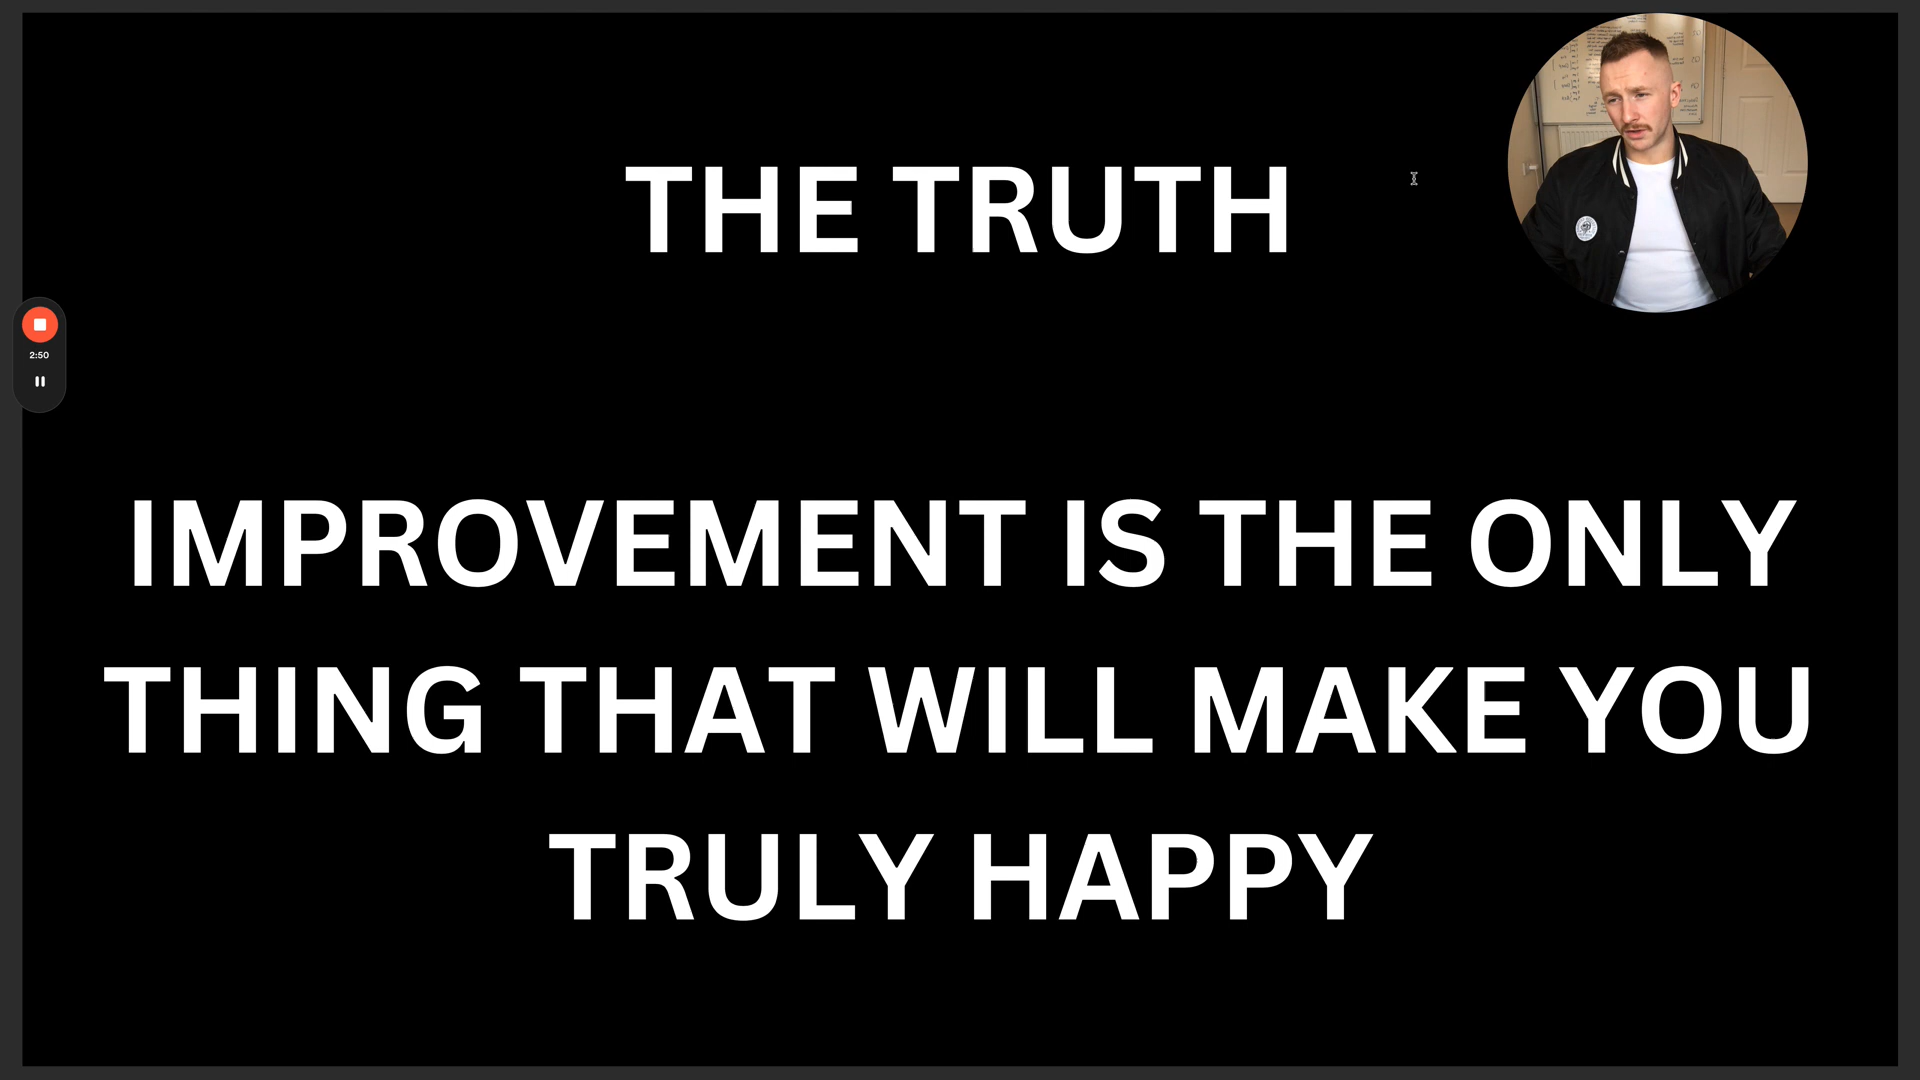 THE TRUTH
2:50
IMPROVEMENT IS THE ONLY
THING THAT WILL MAKE YOU
TRULY HAPPY